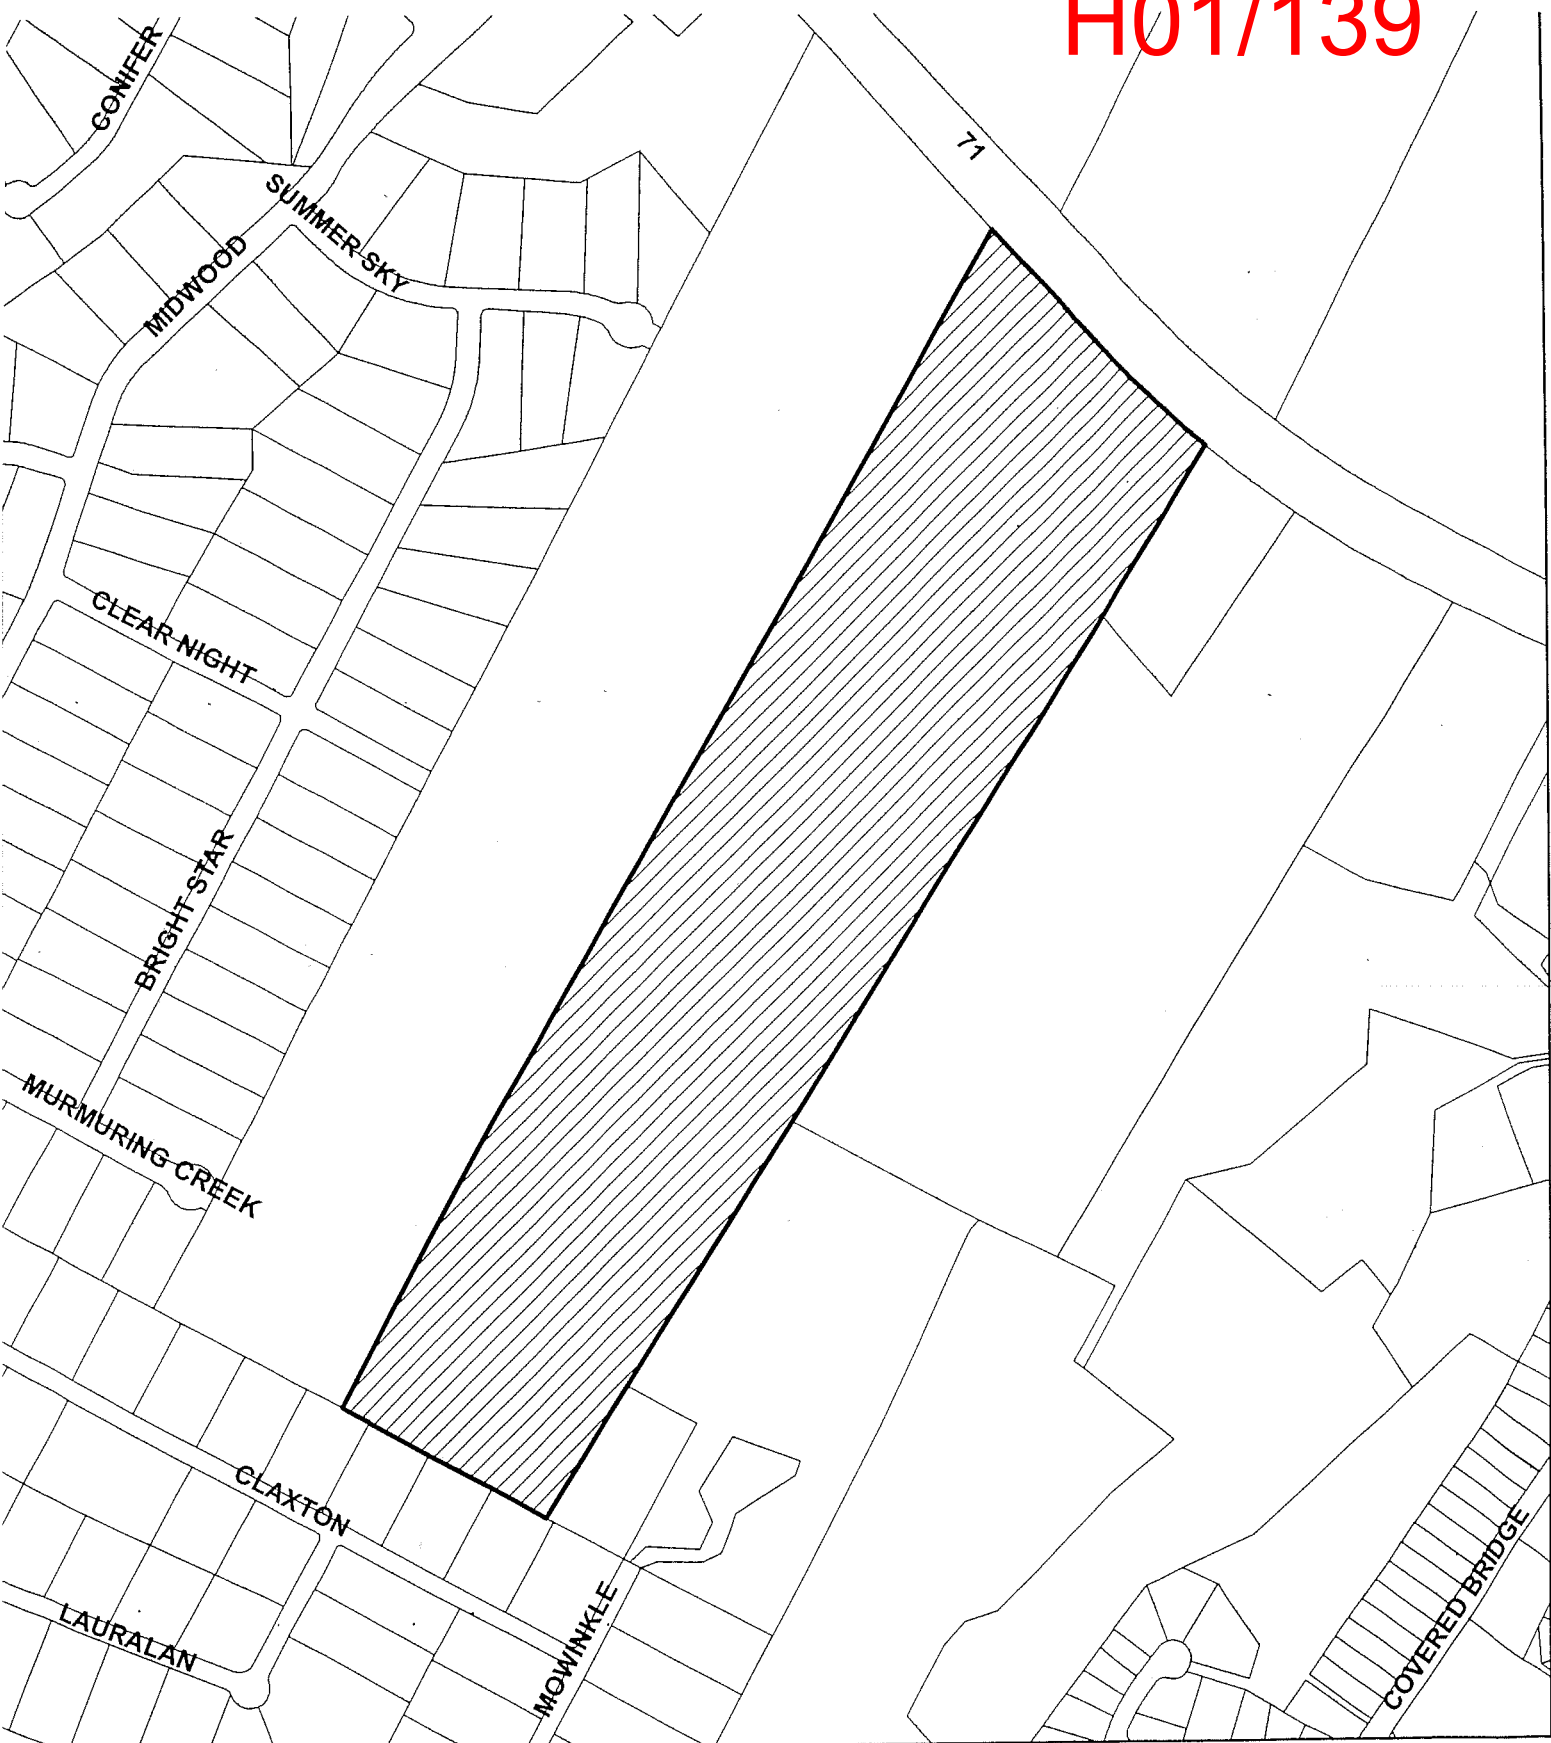 H01/139
CONIFER
71
SUMMER SKY
MIDWOOD
CLEAR NIGHT
BRIGHT STAR
MURMURING CREEK
CLAXTON
LAURALAN
MOWINKLE
COVERED BRIDGE